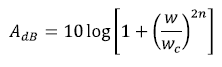 A_{dB} = 10 log [1 + (w/w_c)^{2n}]